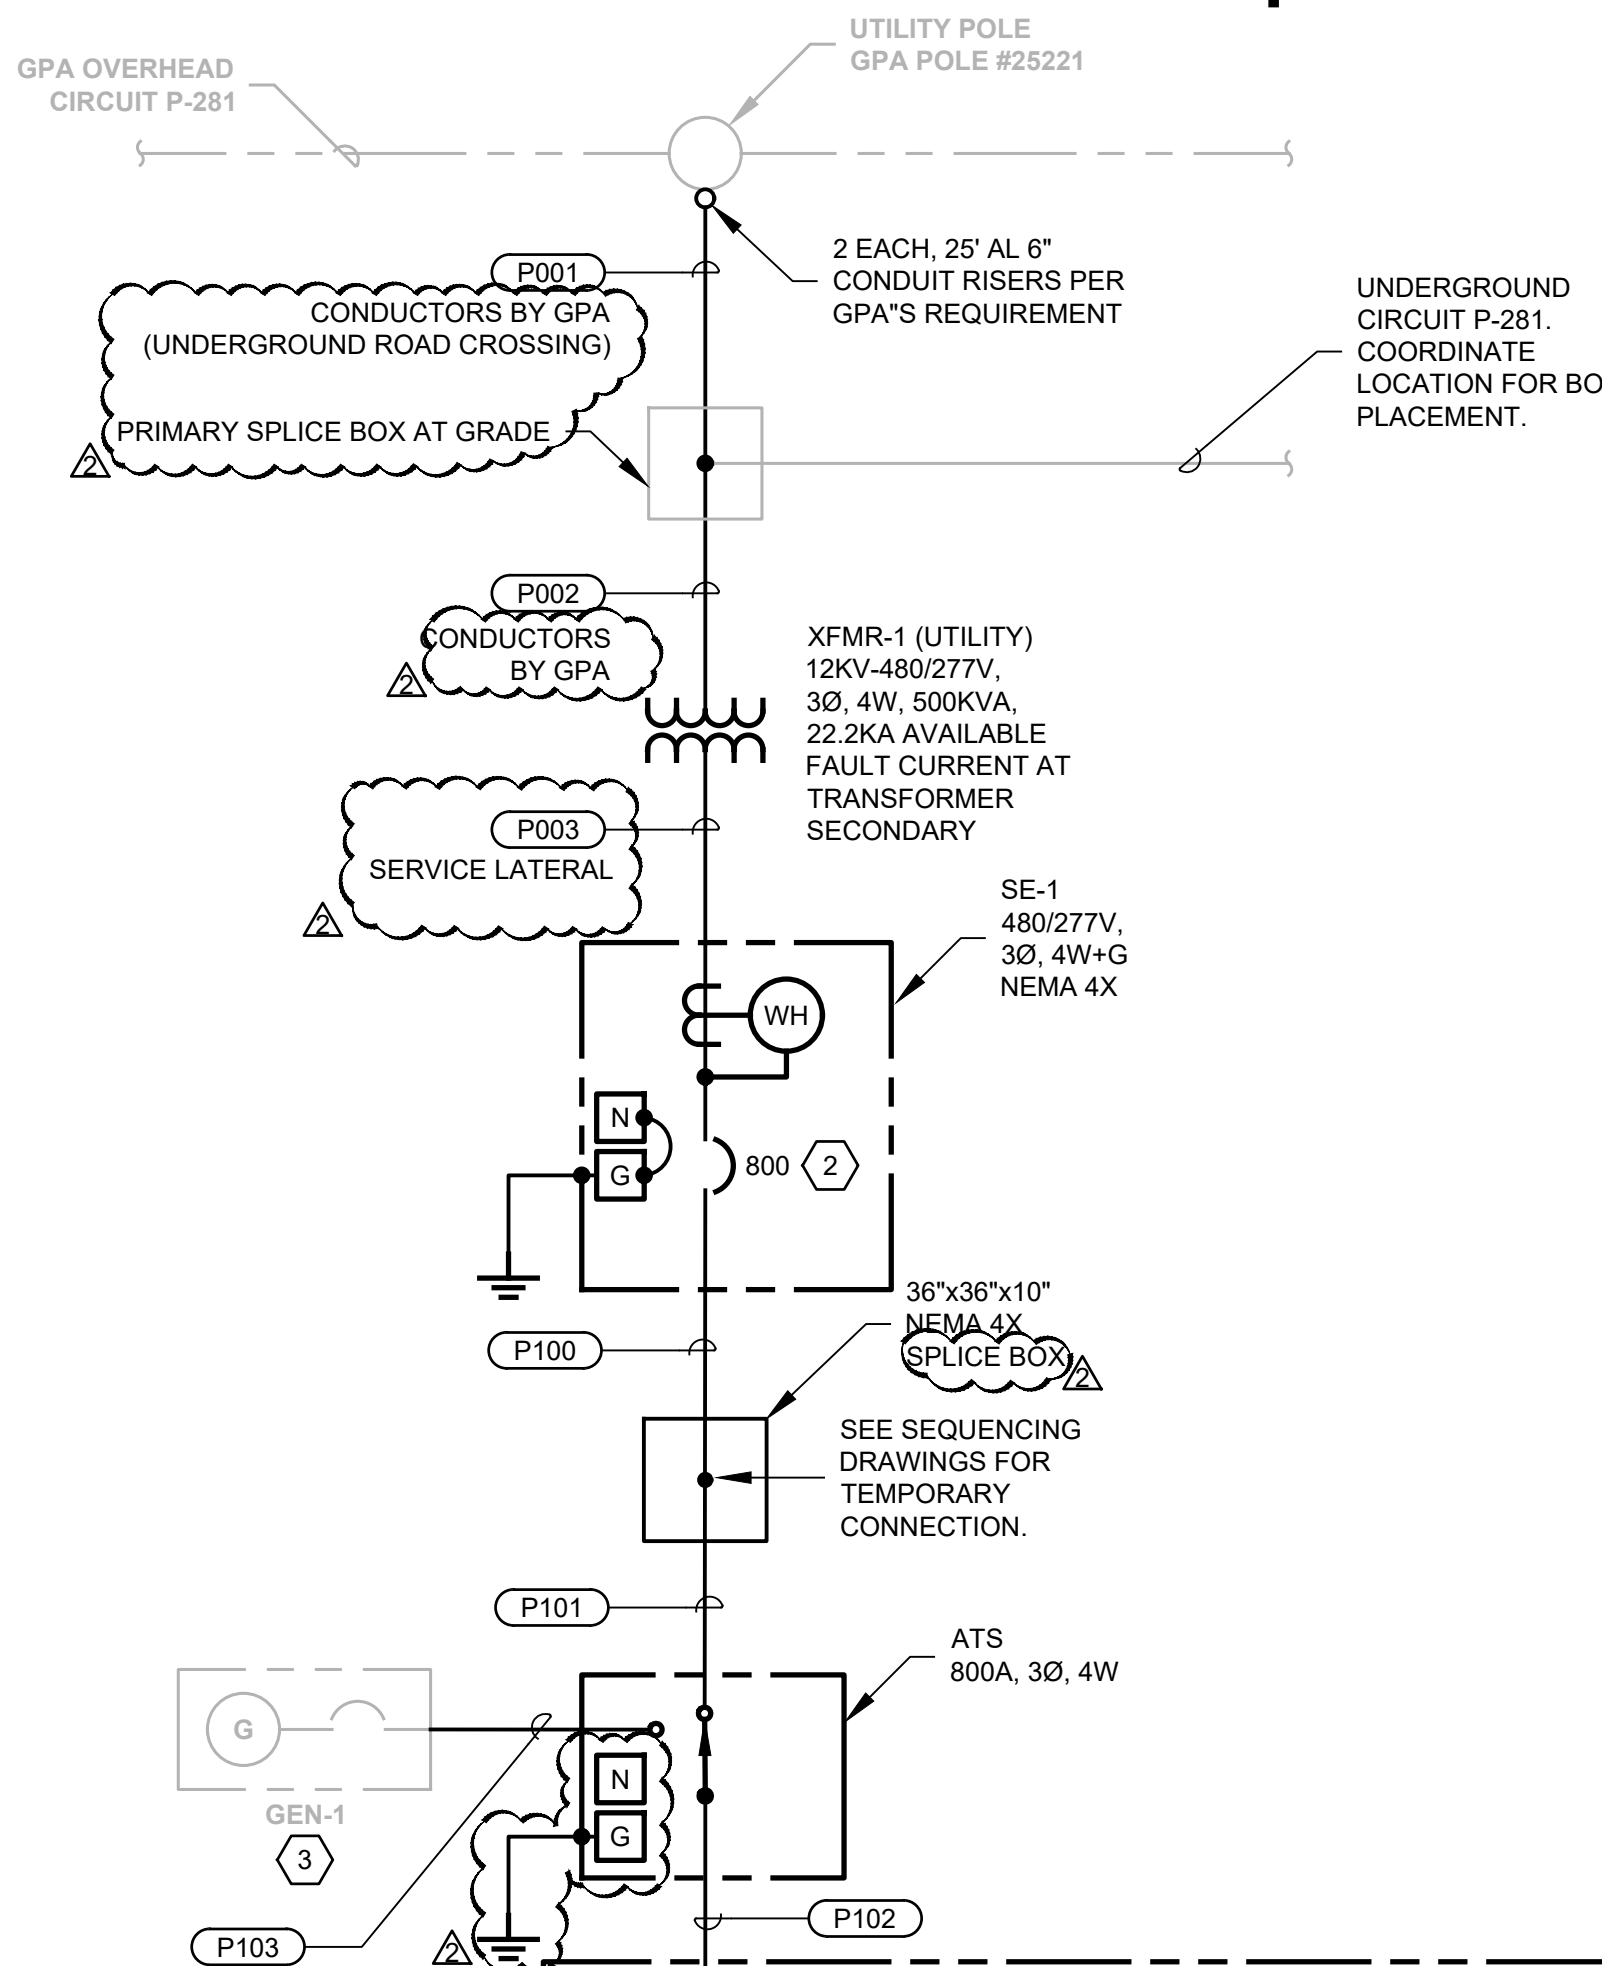 UTILITY POLE
GPA POLE #25221
GPA OVERHEAD
CIRCUIT P-281
2 EACH, 25' AL 6"
CONDUIT RISERS PER
GPA"S REQUIREMENT
P001
CONDUCTORS BY GPA
(UNDERGROUND ROAD CROSSING)
PRIMARY SPLICE BOX AT GRADE
2
UNDERGROUND
CIRCUIT P-281.
COORDINATE
LOCATION FOR BO
PLACEMENT.
P002
CONDUCTORS
BY GPA
2
XFMR-1 (UTILITY)
12KV-480/277V,
3Ø, 4W, 500KVA,
22.2KA AVAILABLE
FAULT CURRENT AT
TRANSFORMER
SECONDARY
P003
SERVICE LATERAL
2
SE-1
480/277V,
3Ø, 4W+G
NEMA 4X
WH
N
G
800 2
36"x36"x10"
NEMA 4X
SPLICE BOX
2
P100
SEE SEQUENCING
DRAWINGS FOR
TEMPORARY
CONNECTION.
P101
ATS
800A, 3Ø, 4W
G
GEN-1
3
N
G
P102
P103
2